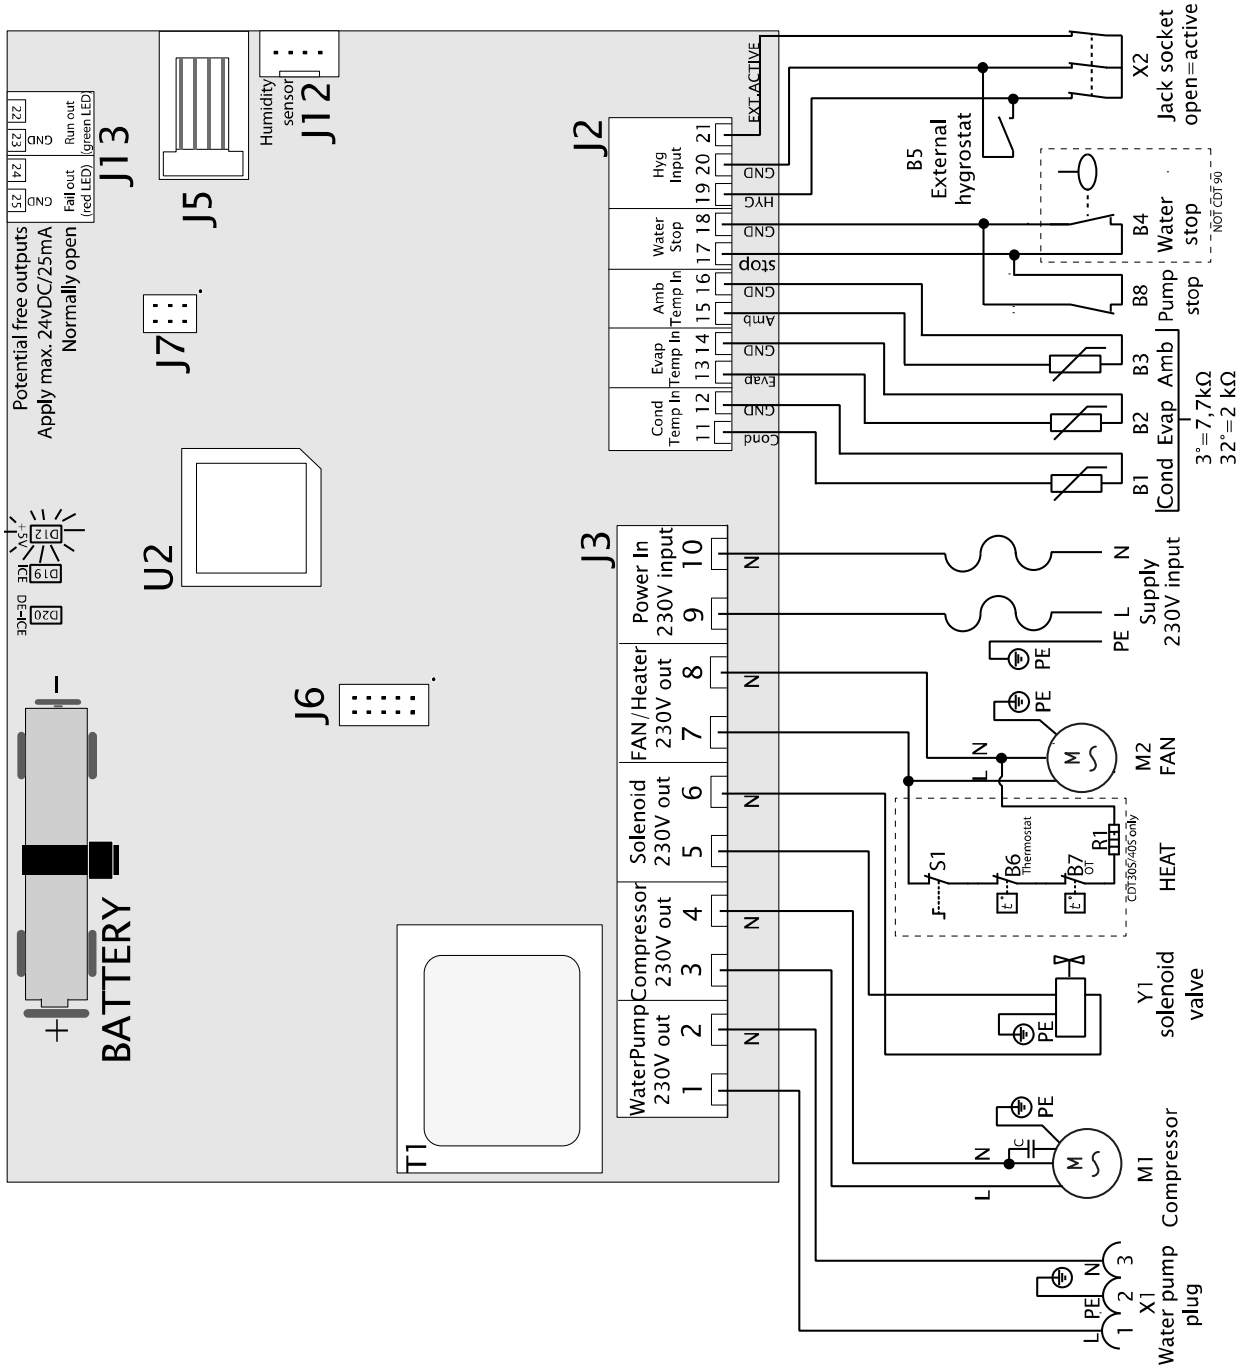 22
23
GND
Run out
(green LED)
24
25
GND
Fail out
(red LED)
J13
Potential free outputs
Apply max. 24vDC/25mA
Normally open
J5
Humidity
sensor
J12
J7
+5V
D12
ICE
D19
DE-ICE
D20
U2
J6
−
+
BATTERY
T1
J2
EXT.ACTIVE
Hyg
Input
21
20
19
GND
HYG
Water
Stop
18
17
GND
stop
Amb
Temp In
16
15
GND
Amb
Evap
Temp In
14
13
GND
Evap
Cond
Temp In
12
11
GND
Cond
J3
Power In
230V input
10
9
N
FAN/Heater
230V out
8
7
N
Solenoid
230V out
6
5
N
Compressor
230V out
4
3
N
WaterPump
230V out
2
1
N
X2
Jack socket
open=active
B5
External
hygrostat
B4
Water
stop
NOT CDT 90
B8
Pump
stop
B3
Amb
B2
Evap
B1
Cond
3°=7,7kΩ
32°=2 kΩ
N
L
PE
PE
Supply
230V input
PE
N
L
M
M2
FAN
S1
B6
Thermostat
t°
B7
OT
t°
R1
CDT30S/40S only
HEAT
PE
Y1
solenoid
valve
PE
C
N
L
M
M1
Compressor
N
PE
L
3
2
1
X1
Water pump
plug